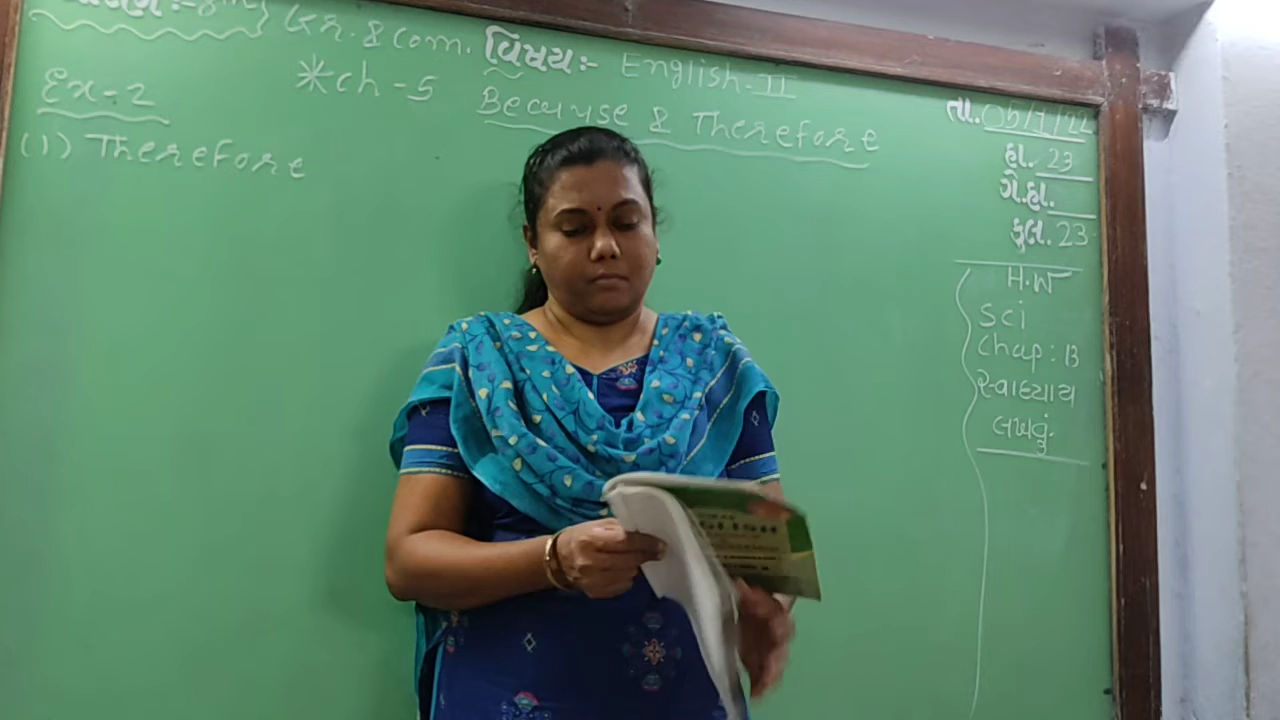 Gr. & Com. વિષય:- English - II
*ch - 5 Because & Therefore
Ex - 2
(1) Therefore
તા. 05/1/22
હા. 23
ગે.હા.
કુલ. 23
H.W
Sci
Chap : 13
સ્વાધ્યાય
લખવું.